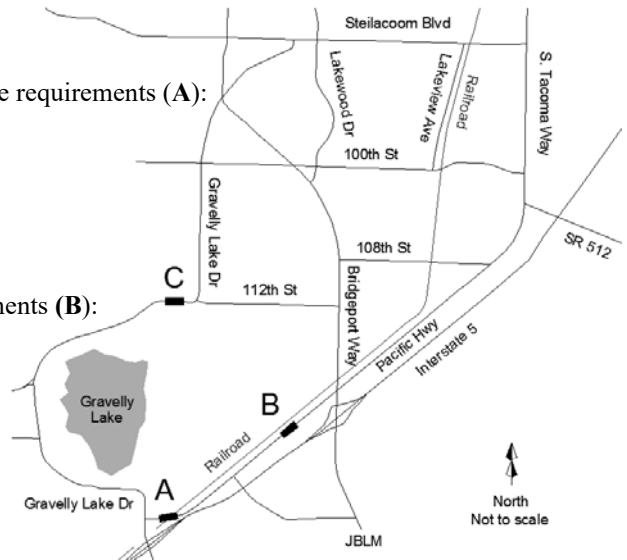 Steilacoom Blvd
e requirements (A):
Lakewood Dr
Lakeview Ave
Railroad
S. Tacoma Way
100th St
Gravelly Lake Dr
SR 512
108th St
C
112th St
ments (B):
Bridgeport Way
Pacific Hwy
Interstate 5
Gravelly
Lake
B
Railroad
A
Gravelly Lake Dr
North
Not to scale
JBLM